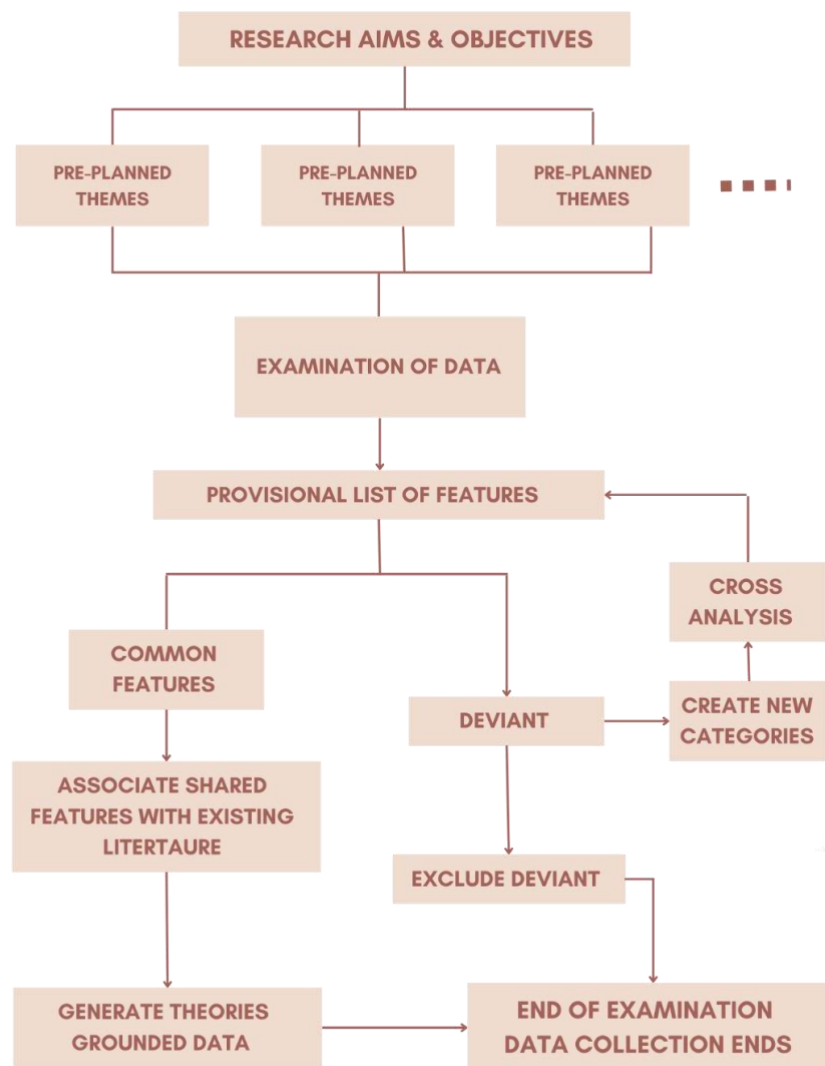 RESEARCH AIMS & OBJECTIVES
PRE-PLANNED
THEMES
PRE-PLANNED
THEMES
PRE-PLANNED
THEMES
EXAMINATION OF DATA
PROVISIONAL LIST OF FEATURES
CROSS
ANALYSIS
COMMON
FEATURES
DEVIANT
CREATE NEW
CATEGORIES
ASSOCIATE SHARED
FEATURES WITH EXISTING
LITERTAURE
EXCLUDE DEVIANT
GENERATE THEORIES
GROUNDED DATA
END OF EXAMINATION
DATA COLLECTION ENDS